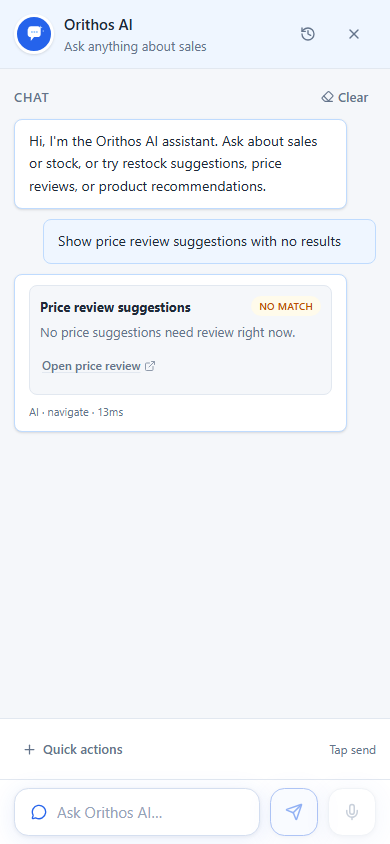 Orithos AI
Ask anything about sales
CHAT
Clear
Hi, I'm the Orithos AI assistant. Ask about sales
or stock, or try restock suggestions, price
reviews, or product recommendations.
Show price review suggestions with no results
Price review suggestions
NO MATCH
No price suggestions need review right now.
Open price review
AI · navigate · 13ms
Quick actions
Tap send
Ask Orithos AI...